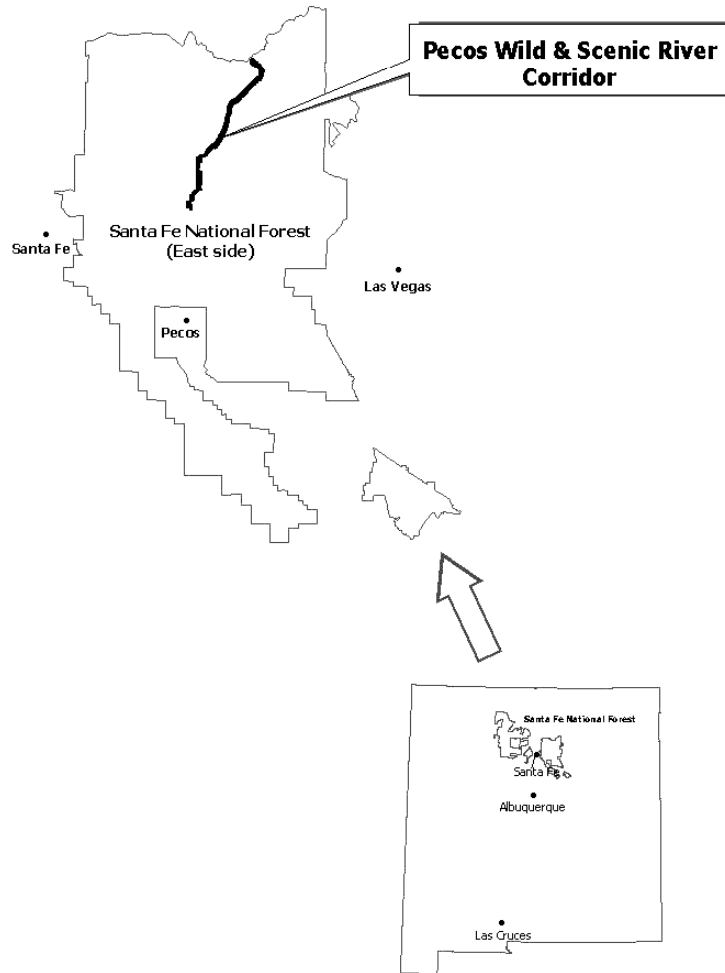 Pecos Wild & Scenic River
Corridor
Santa Fe National Forest
(East side)
Santa Fe
Las Vegas
Pecos
Santa Fe National Forest
Santa Fe
Albuquerque
Las Cruces